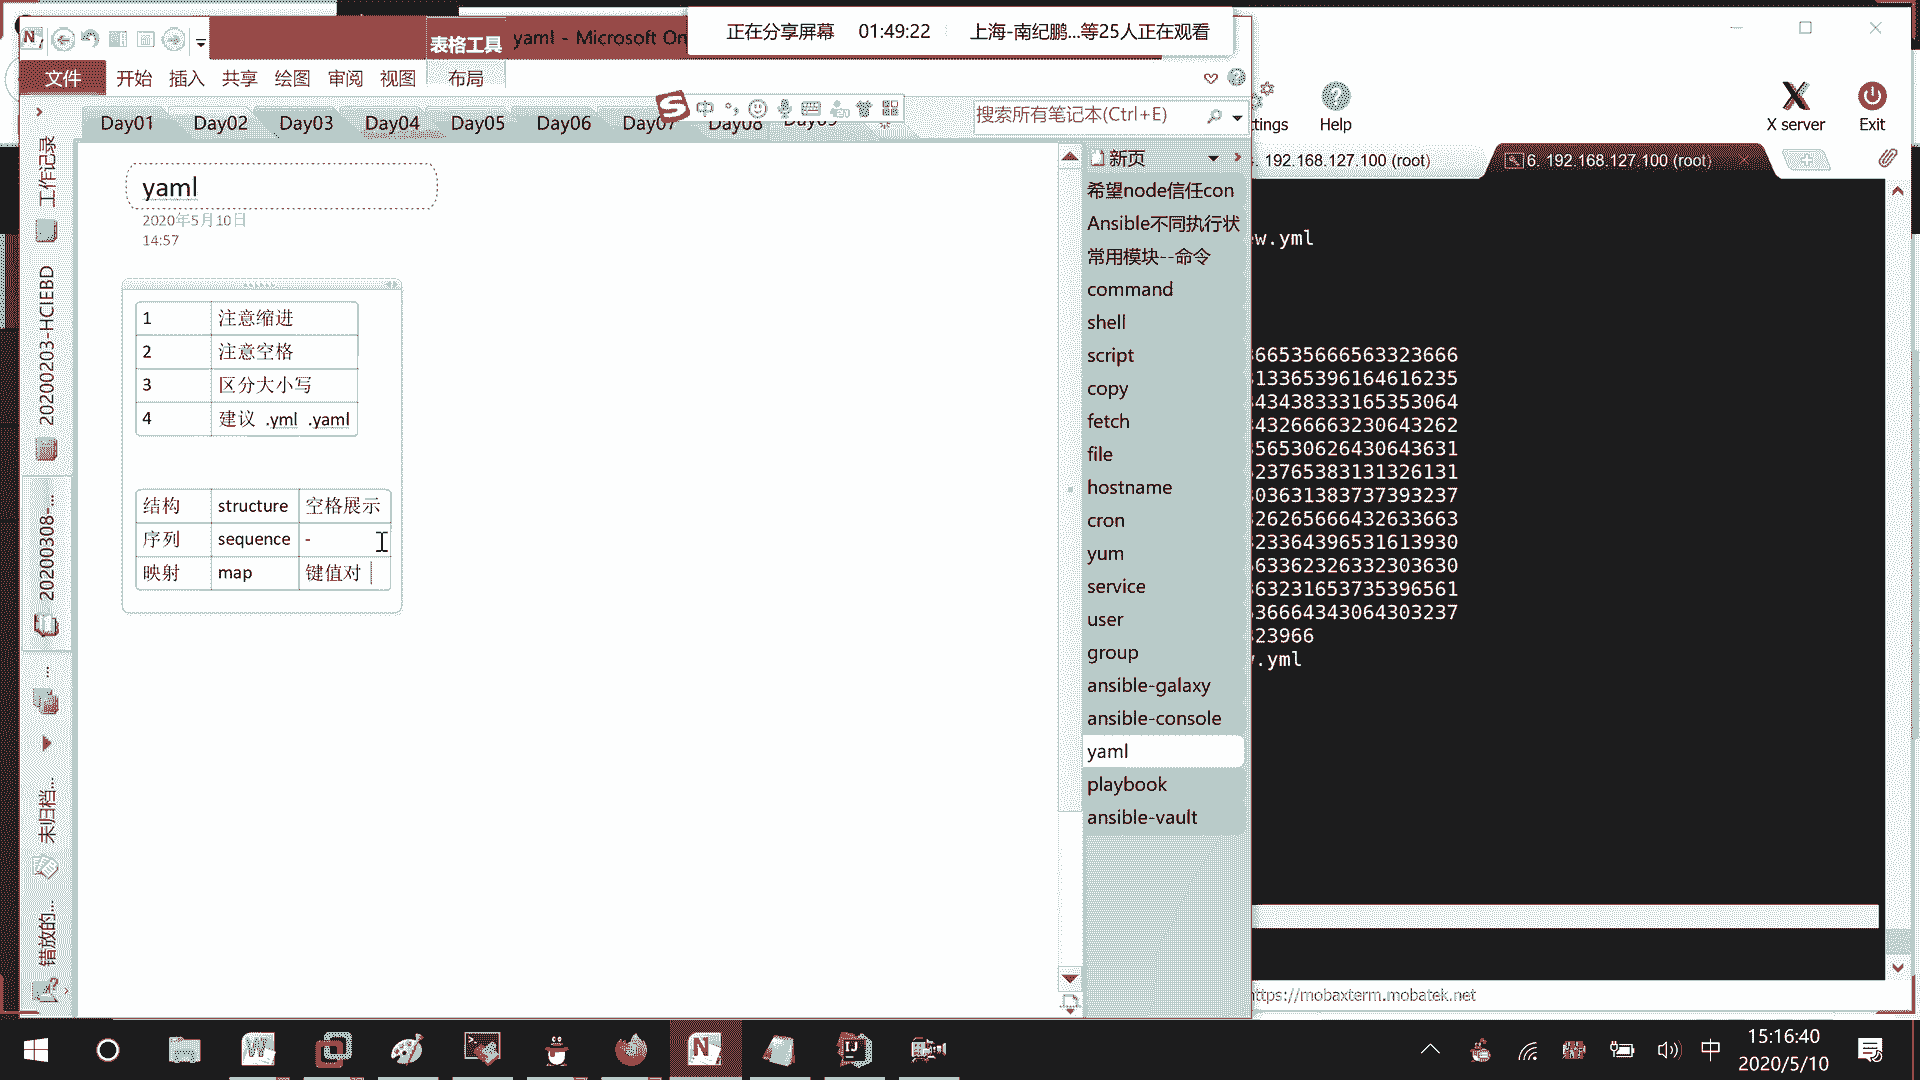 正在分享屏幕 01:49:22 上海-南纪鹏...等25人正在观看
表格工具 yaml - Microsoft On
文件 开始 插入 共享 绘图 审阅 视图 布局
Day01 Day02 Day03 Day04 Day05 Day06 Day07 Day08 Day09
中
搜索所有笔记本(Ctrl+E)
tings Help X server Exit
192.168.127.100 (root)
6. 192.168.127.100 (root)
工作记录
20200203-HCIEBD
20200308-...
...
未归档...
错放的...
yaml
2020年5月10日
14:57
1 注意缩进
2 注意空格
3 区分大小写
4 建议 .yml .yaml
结构 structure 空格展示
序列 sequence -
映射 map 键值对
新页
希望node信任con
Ansible不同执行状
常用模块--命令
command
shell
script
copy
fetch
file
hostname
cron
yum
service
user
group
ansible-galaxy
ansible-console
yaml
playbook
ansible-vault
w.yml
66535666563323666
13365396164616235
43438333165353064
43266663230643262
56530626430643631
23765383131326131
03631383737393237
26265666432633663
23364396531613930
63362326332303630
63231653735396561
36664343064303237
23966
.yml
https://mobaxterm.mobatek.net
中
15:16:40
2020/5/10